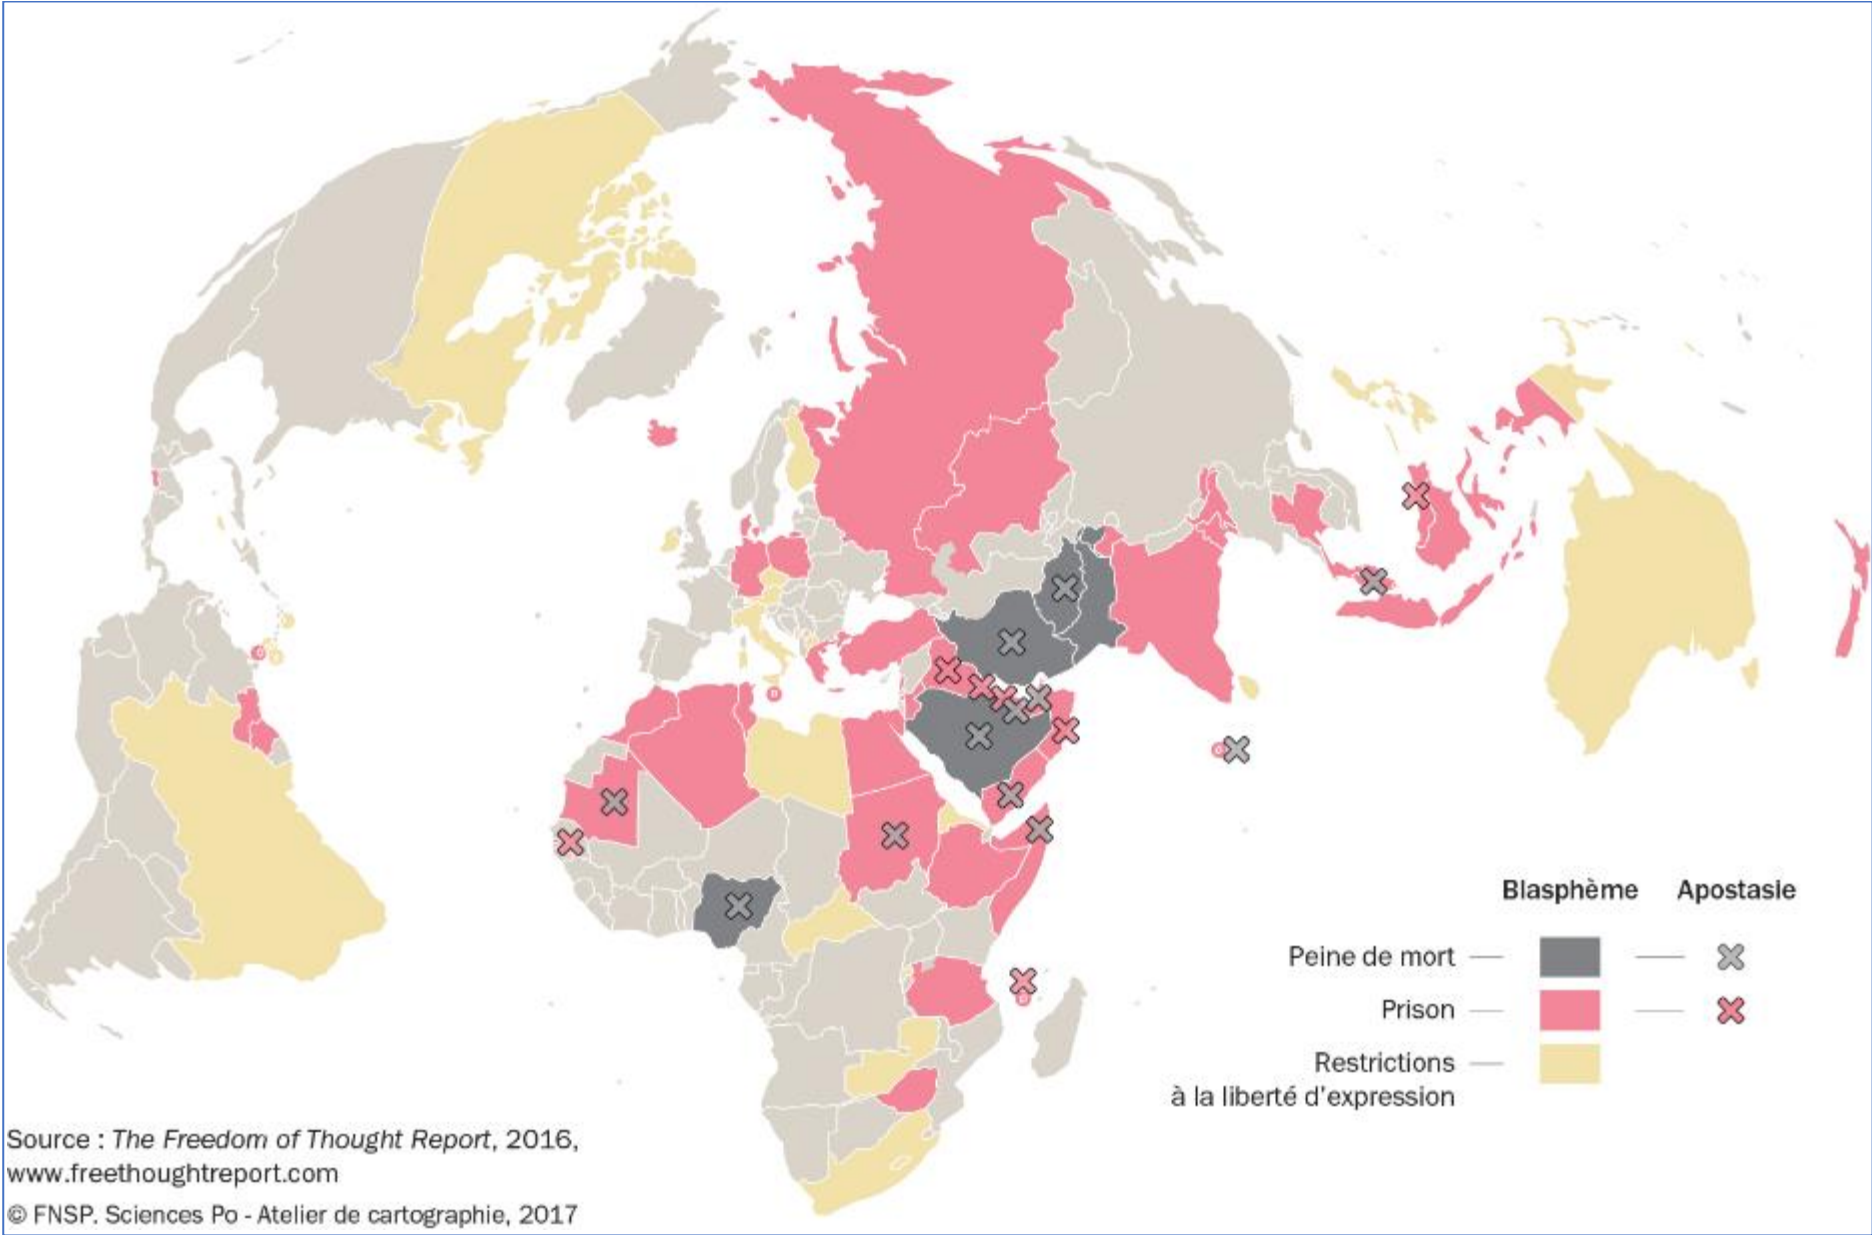 Blasphème Apostasie
Peine de mort
Prison
Restrictions
à la liberté d'expression
Source : The Freedom of Thought Report, 2016,
www.freethoughtreport.com
© FNSP. Sciences Po - Atelier de cartographie, 2017